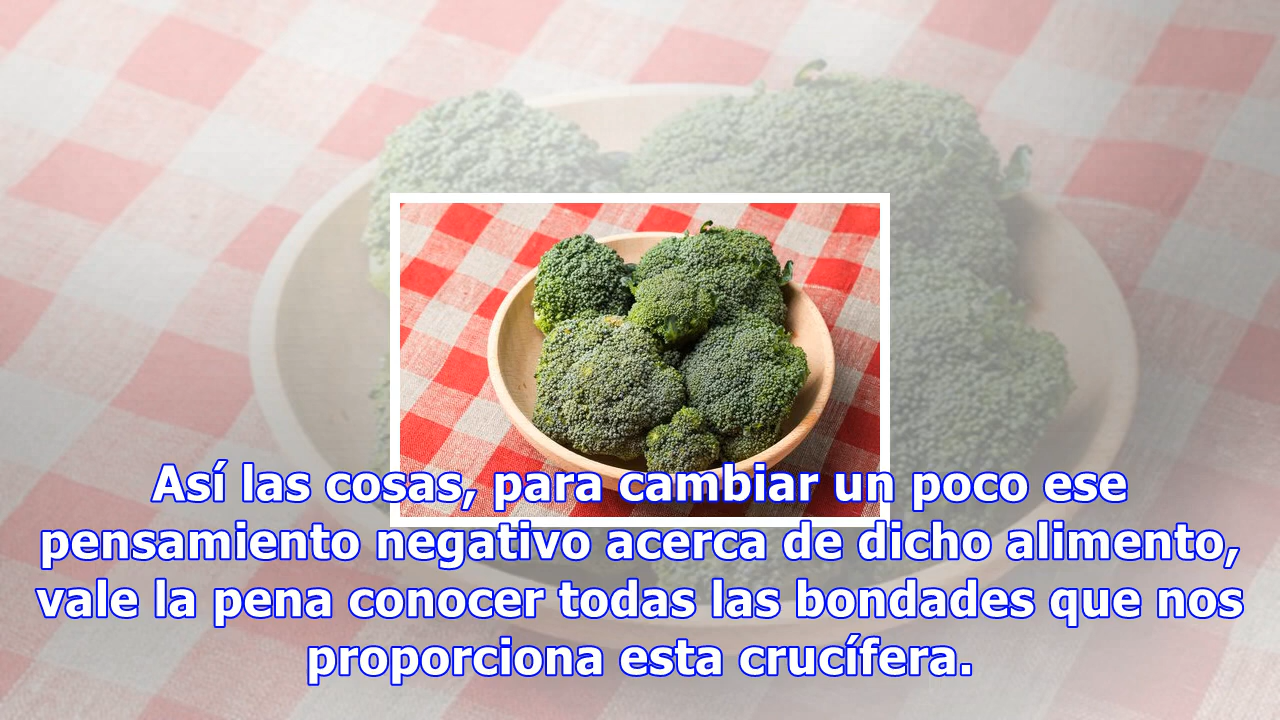 Así las cosas, para cambiar un poco ese
pensamiento negativo acerca de dicho alimento,
vale la pena conocer todas las bondades que nos
proporciona esta crucífera.